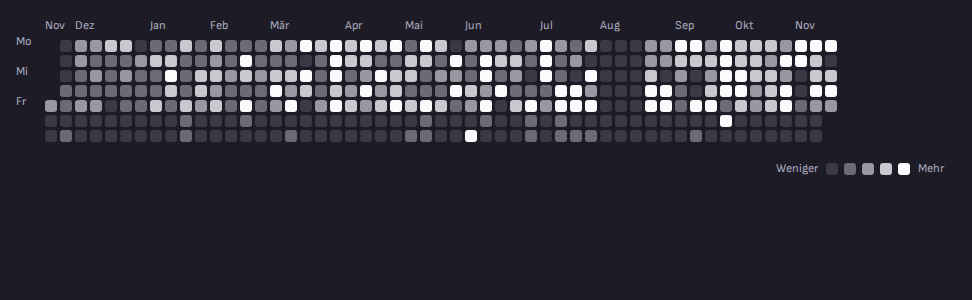 Nov Dez Jan Feb Mär Apr Mai Jun Jul Aug Sep Okt Nov
Mo
Mi
Fr
Weniger Mehr